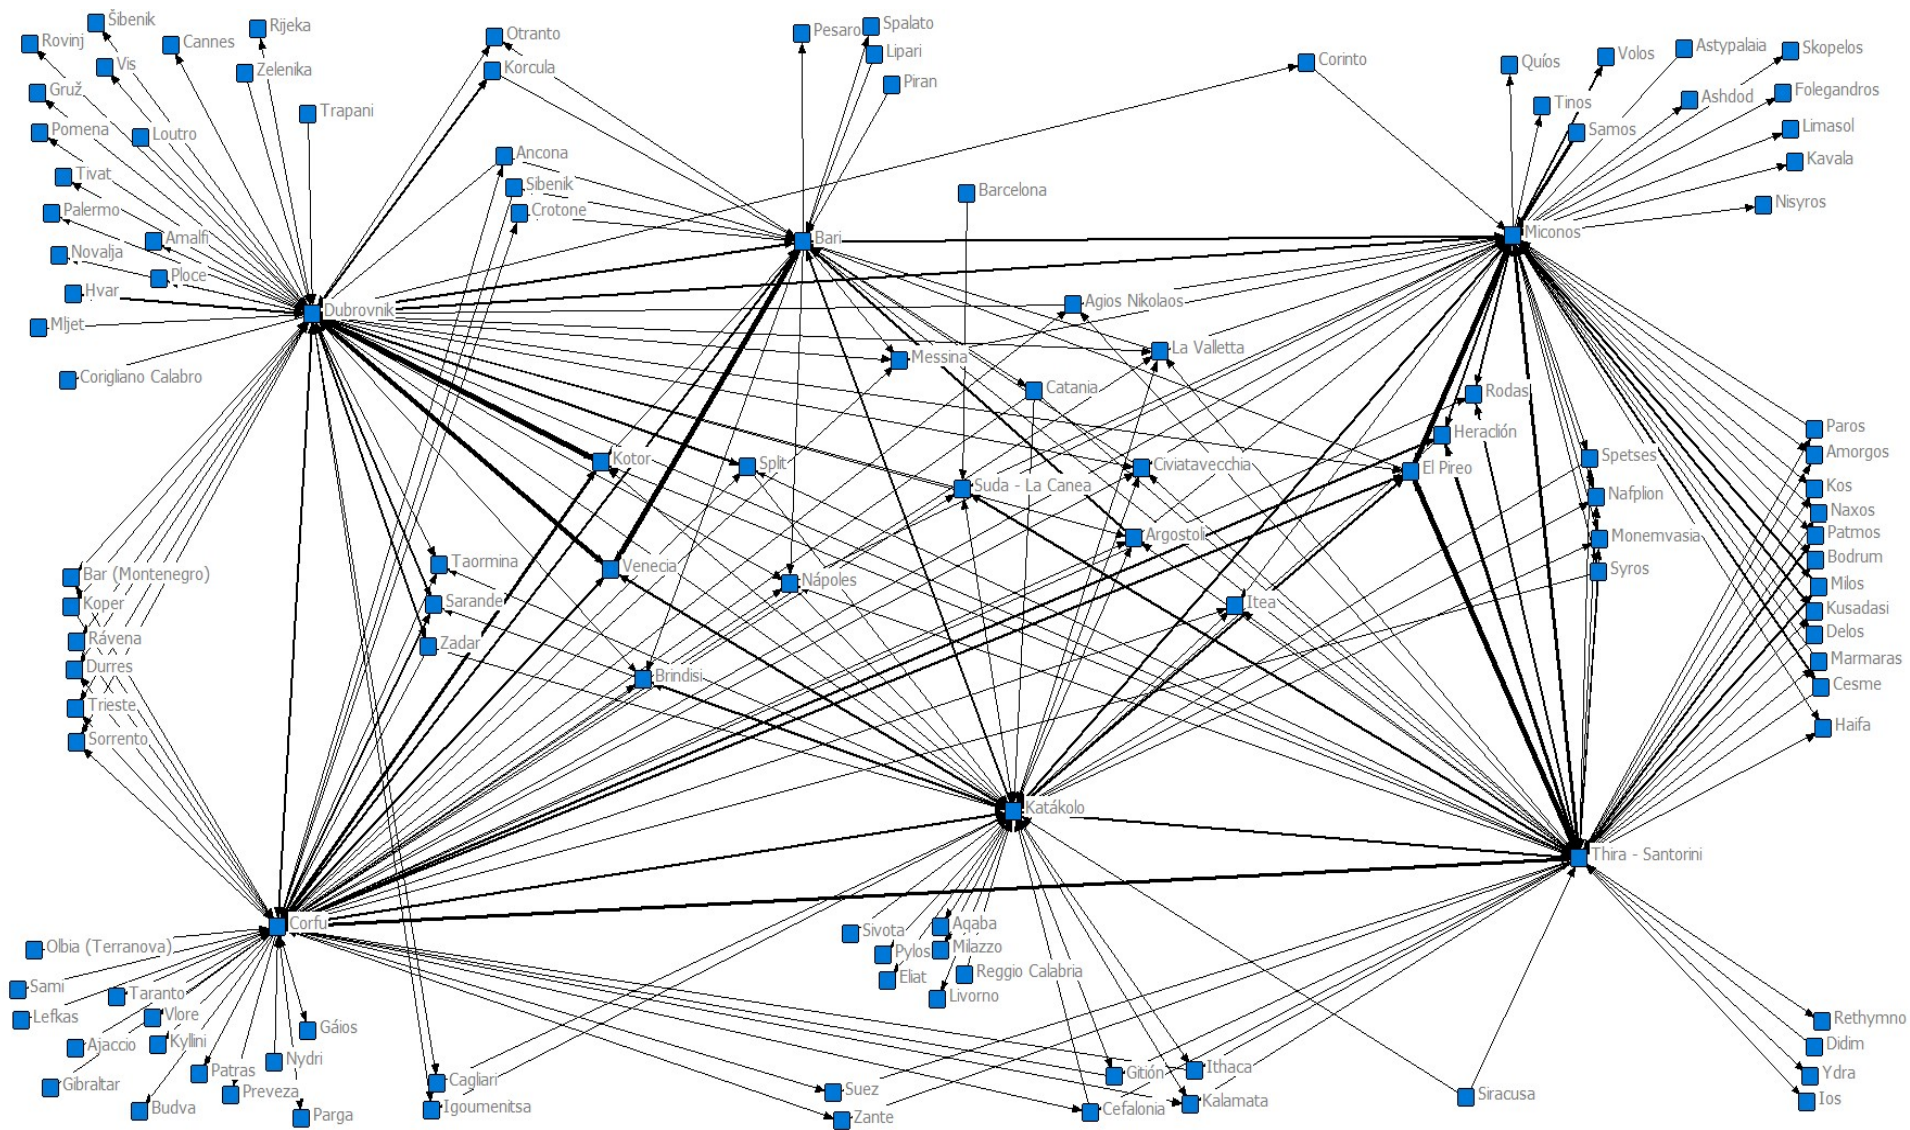 Šibenik
Rovinj
Cannes
Rijeka
Vis
Zelenika
Gruž
Trapani
Pomena
Loutro
Tivat
Palermo
Amalfi
Novalja
Ploce
Hvar
Mljet
Dubrovnik
Corigliano Calabro
Otranto
Korcula
Ancona
Sibenik
Crotone
Pesaro
Spalato
Lipari
Piran
Barcelona
Bari
Corinto
Quíos
Volos
Astypalaia
Skopelos
Tinos
Ashdod
Folegandros
Samos
Limasol
Kavala
Nisyros
Miconos
Agios Nikolaos
Messina
La Valletta
Catania
Rodas
Heraclión
Kotor
Split
Suda - La Canea
Civiatavecchia
El Pireo
Spetses
Nafplion
Monemvasia
Syros
Argostoli
Taormina
Venecia
Nápoles
Sarande
Itea
Zadar
Brindisi
Paros
Amorgos
Kos
Naxos
Patmos
Bodrum
Milos
Kusadasi
Delos
Marmaras
Cesme
Haifa
Bar (Montenegro)
Koper
Rávena
Durres
Trieste
Sorrento
Katákolo
Thira - Santorini
Corfu
Olbia (Terranova)
Sami
Taranto
Lefkas
Vlore
Gáios
Ajaccio
Kyllini
Nydri
Gibraltar
Patras
Preveza
Budva
Parga
Cagliari
Igoumenitsa
Sivota
Aqaba
Pylos
Milazzo
Eliat
Reggio Calabria
Livorno
Suez
Zante
Gitión
Ithaca
Cefalonia
Kalamata
Siracusa
Rethymno
Didim
Ydra
Ios